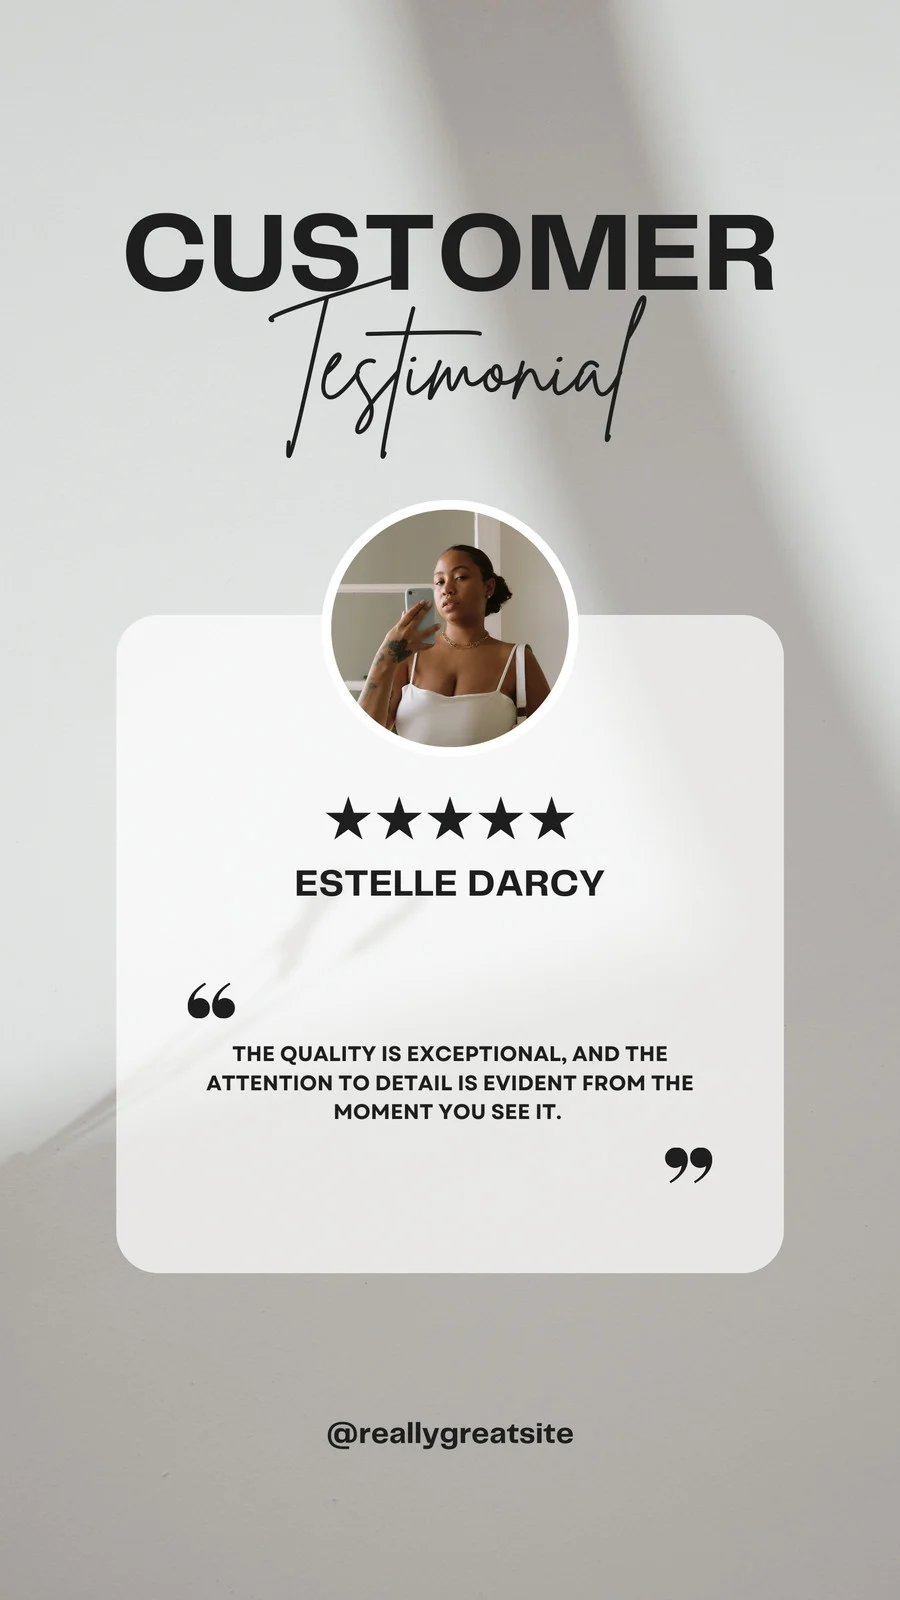 CUSTOMER
Testimonial
★★★★★
ESTELLE DARCY
“
THE QUALITY IS EXCEPTIONAL, AND THE
ATTENTION TO DETAIL IS EVIDENT FROM THE
MOMENT YOU SEE IT.
”
@reallygreatsite